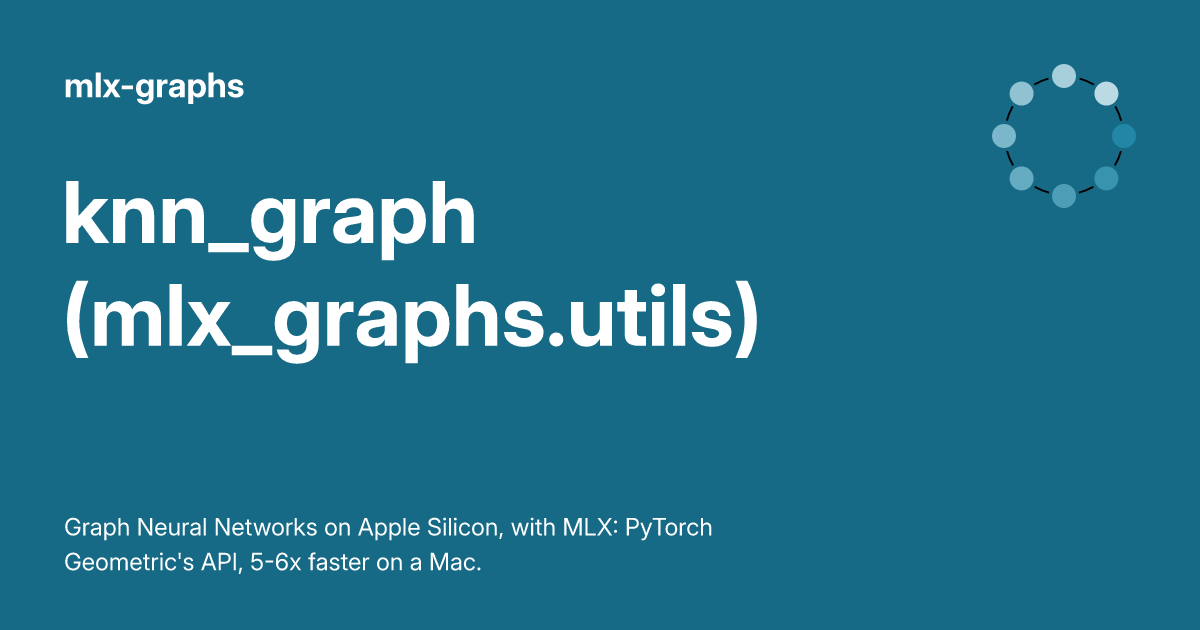 mlx-graphs
knn_graph
(mlx_graphs.utils)
Graph Neural Networks on Apple Silicon, with MLX: PyTorch
Geometric's API, 5-6x faster on a Mac.